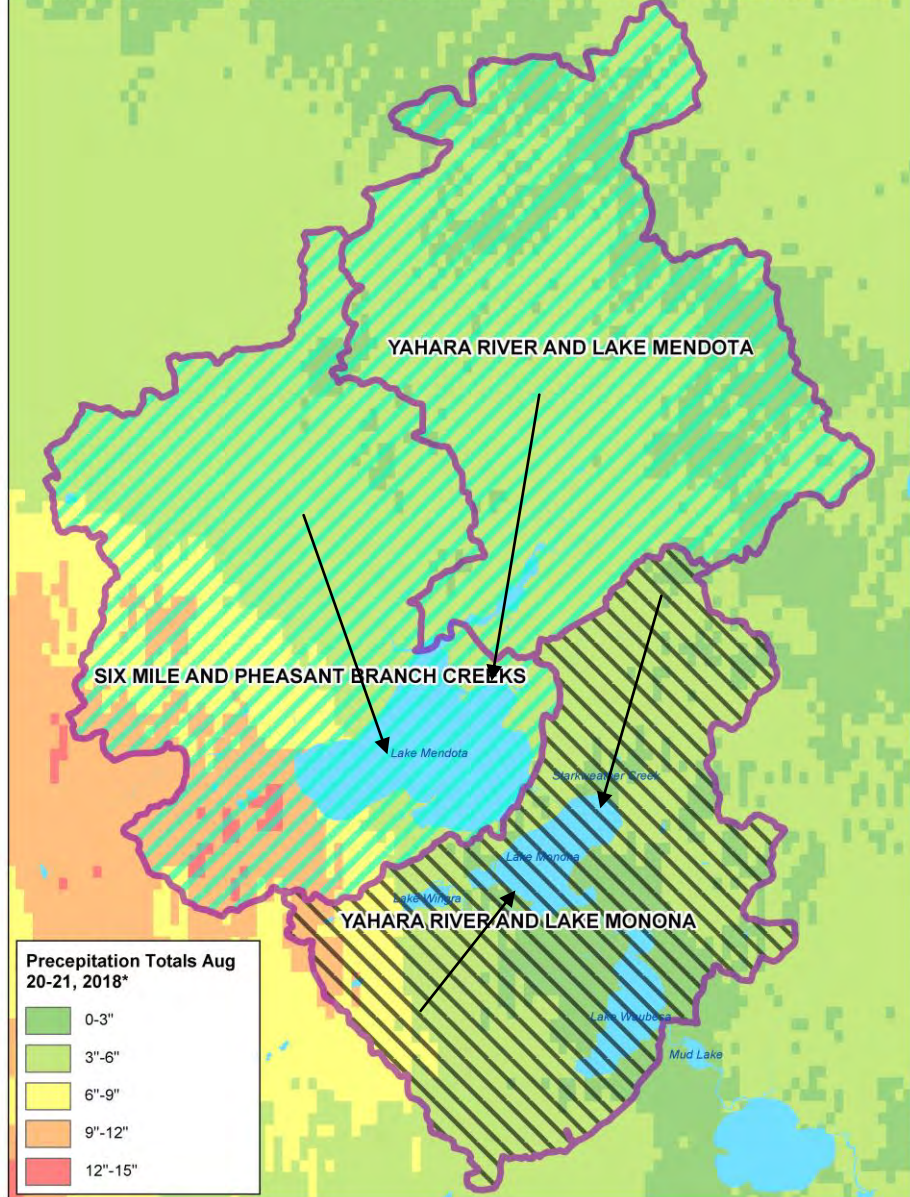 YAHARA RIVER AND LAKE MENDOTA
SIX MILE AND PHEASANT BRANCH CREEKS
Lake Mendota
Starkweather Creek
Lake Monona
Lake Wingra
YAHARA RIVER AND LAKE MONONA
Lake Waubesa
Mud Lake
Precepitation Totals Aug
20-21, 2018*
0-3"
3"-6"
6"-9"
9"-12"
12"-15"